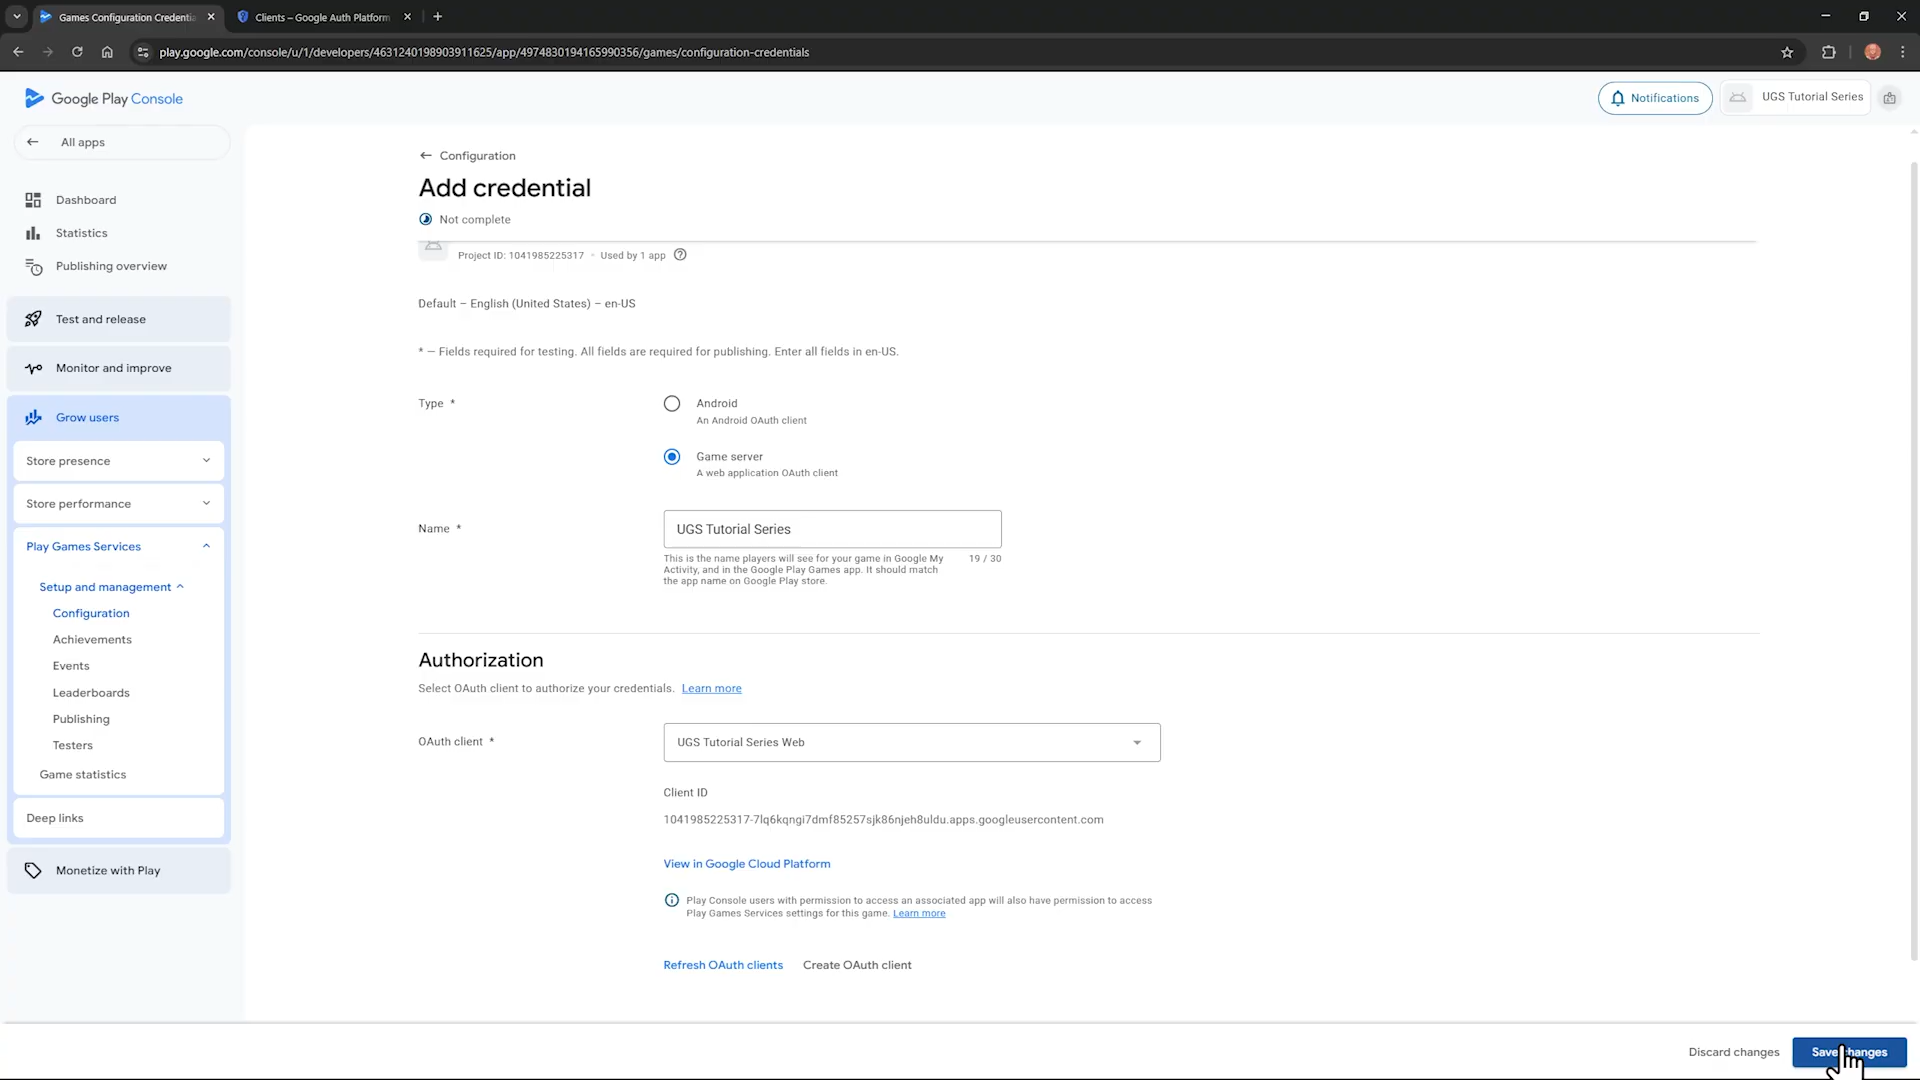 Games Configuration Credentia
Clients – Google Auth Platform
play.google.com/console/u/1/developers/4631240198903911625/app/4974830194165990356/games/configuration-credentials
Google Play Console
Notifications
UGS Tutorial Series
All apps
Dashboard
Statistics
Publishing overview
Test and release
Monitor and improve
Grow users
Store presence
Store performance
Play Games Services
Setup and management
Configuration
Achievements
Events
Leaderboards
Publishing
Testers
Game statistics
Deep links
Monetize with Play
Configuration
Add credential
Not complete
Project ID: 1041985225317 • Used by 1 app
Default – English (United States) – en-US
* — Fields required for testing. All fields are required for publishing. Enter all fields in en-US.
Type *
Android
An Android OAuth client
Game server
A web application OAuth client
Name *
UGS Tutorial Series
This is the name players will see for your game in Google My 19 / 30
Activity, and in the Google Play Games app. It should match
the app name on Google Play store.
Authorization
Select OAuth client to authorize your credentials. Learn more
OAuth client *
UGS Tutorial Series Web
Client ID
1041985225317-7lq6kqngi7dmf85257sjk86njeh8uldu.apps.googleusercontent.com
View in Google Cloud Platform
Play Console users with permission to access an associated app will also have permission to access
Play Games Services settings for this game. Learn more
Refresh OAuth clients Create OAuth client
Discard changes Save changes